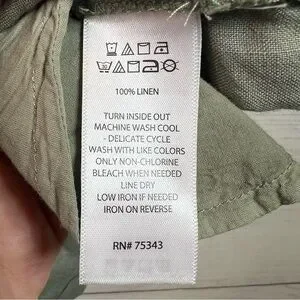 100% LINEN
TURN INSIDE OUT
MACHINE WASH COOL
- DELICATE CYCLE
WASH WITH LIKE COLORS
ONLY NON-CHLORINE
BLEACH WHEN NEEDED
LINE DRY
LOW IRON IF NEEDED
IRON ON REVERSE
RN# 75343